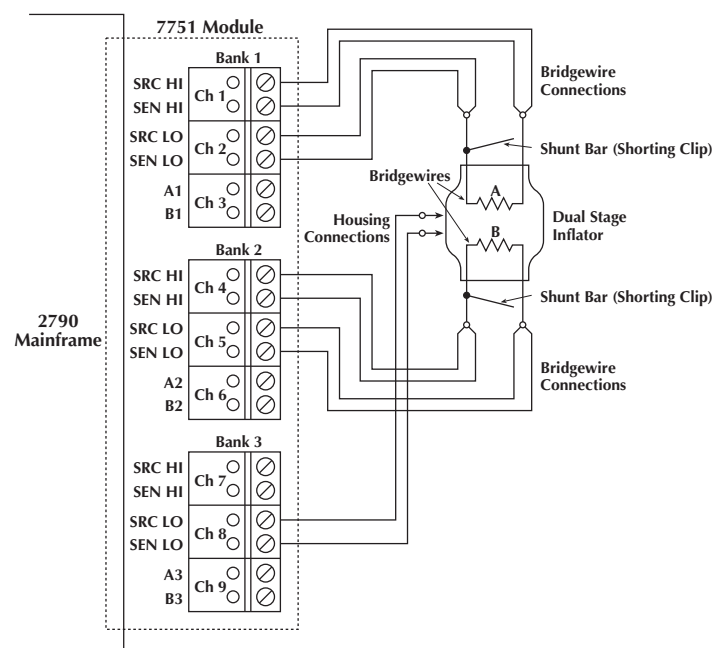 7751 Module
Bank 1
SRC HI
SEN HI
Ch 1
SRC LO
SEN LO
Ch 2
A1
B1
Ch 3
Bank 2
SRC HI
SEN HI
Ch 4
SRC LO
SEN LO
Ch 5
A2
B2
Ch 6
Bank 3
SRC HI
SEN HI
Ch 7
SRC LO
SEN LO
Ch 8
A3
B3
Ch 9
2790
Mainframe
Bridgewire
Connections
Shunt Bar (Shorting Clip)
Bridgewires
A
B
Housing
Connections
Dual Stage
Inflator
Shunt Bar (Shorting Clip)
Bridgewire
Connections